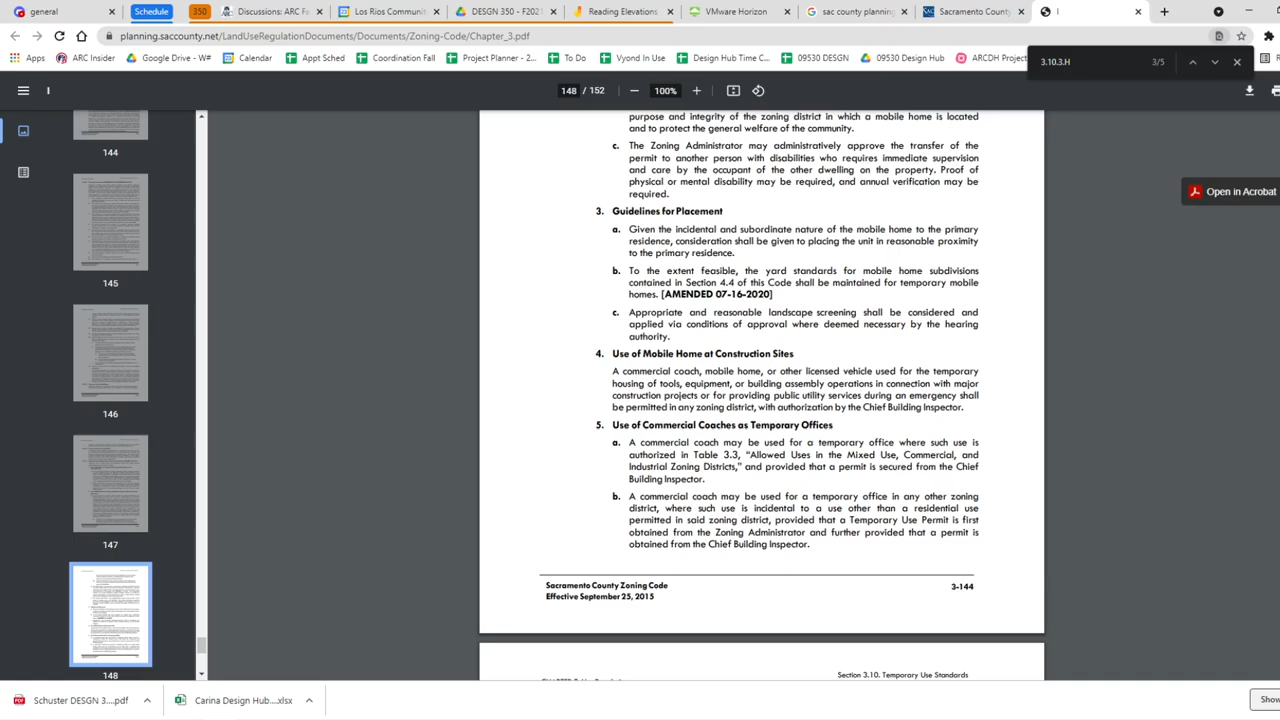 general
Schedule
350
Discussions: ARC Fa
Los Rios Communit
DESGN 350 - F2021
Reading Elevations
VMware Horizon
sac county planning
Sacramento County
planning.saccounty.net/LandUseRegulationDocuments/Documents/Zoning-Code/Chapter_3.pdf
Apps
ARC Insider
Google Drive - W#
Calendar
Appt Sched
Coordination Fall
Project Planner - 2...
To Do
Vyond In Use
Design Hub Time C...
09530 DESGN
09530 Design Hub
ARCDH Project
3.10.3.H
3/5
148 / 152
100%
Open in Acrobat
144
145
146
147
148
purpose and integrity of the zoning district in which a mobile home is located
and to protect the general welfare of the community.
c. The Zoning Administrator may administratively approve the transfer of the
permit to another person with disabilities who requires immediate supervision
and care by the occupant of the other dwelling on the property. Proof of
physical or mental disability may be required, and annual verification may be
required.
3. Guidelines for Placement
a. Given the incidental and subordinate nature of the mobile home to the primary
residence, consideration shall be given to placing the unit in reasonable proximity
to the primary residence.
b. To the extent feasible, the yard standards for mobile home subdivisions
contained in Section 4.4 of this Code shall be maintained for temporary mobile
homes. [AMENDED 07-16-2020]
c. Appropriate and reasonable landscape screening shall be considered and
applied via conditions of approval where deemed necessary by the hearing
authority.
4. Use of Mobile Home at Construction Sites
A commercial coach, mobile home, or other licensed vehicle used for the temporary
housing of tools, equipment, or building assembly operations in connection with major
construction projects or for providing public utility services during an emergency shall
be permitted in any zoning district, with authorization by the Chief Building Inspector.
5. Use of Commercial Coaches as Temporary Offices
a. A commercial coach may be used for a temporary office where such use is
authorized in Table 3.3, “Allowed Uses in the Mixed Use, Commercial, and
Industrial Zoning Districts,” and provided that a permit is secured from the Chief
Building Inspector.
b. A commercial coach may be used for a temporary office in any other zoning
district, where such use is incidental to a use other than a residential use
permitted in said zoning district, provided that a Temporary Use Permit is first
obtained from the Zoning Administrator and further provided that a permit is
obtained from the Chief Building Inspector.
Sacramento County Zoning Code
3-144
Effective September 25, 2015
Section 3.10. Temporary Use Standards
Schuster DESGN 3....pdf
Carina Design Hub....xlsx
Show